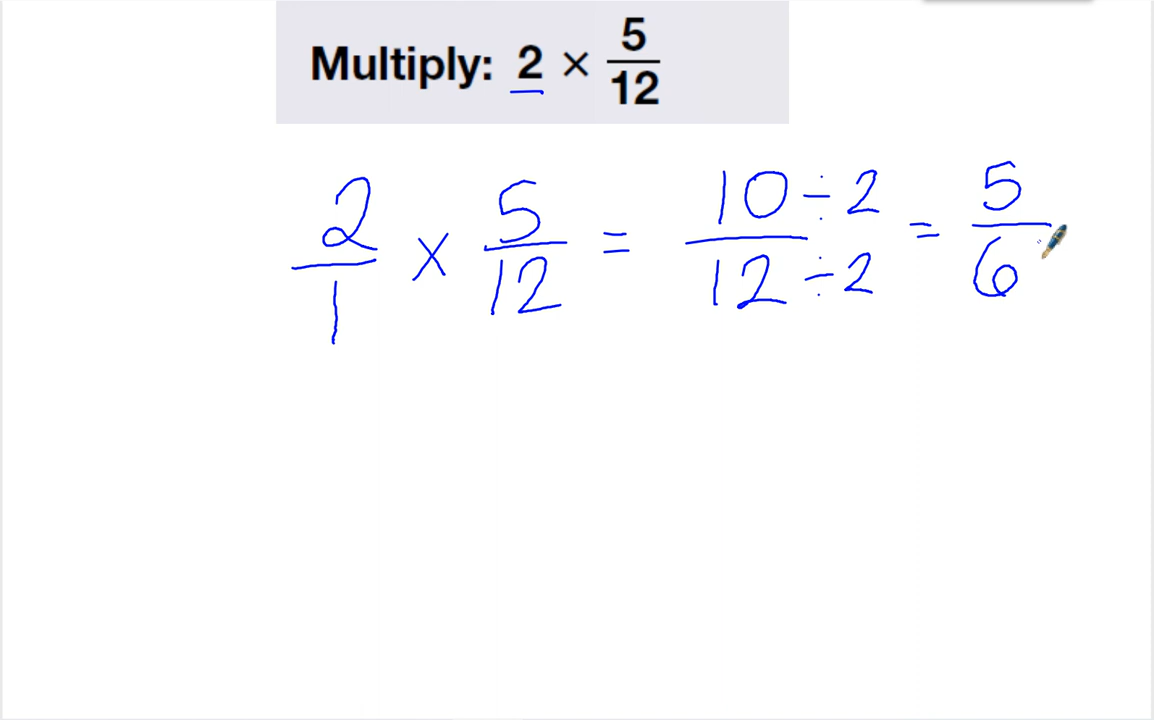 Multiply: 2 × 5/12
2/1 × 5/12 = 10 ÷ 2/12 ÷ 2 = 5/6